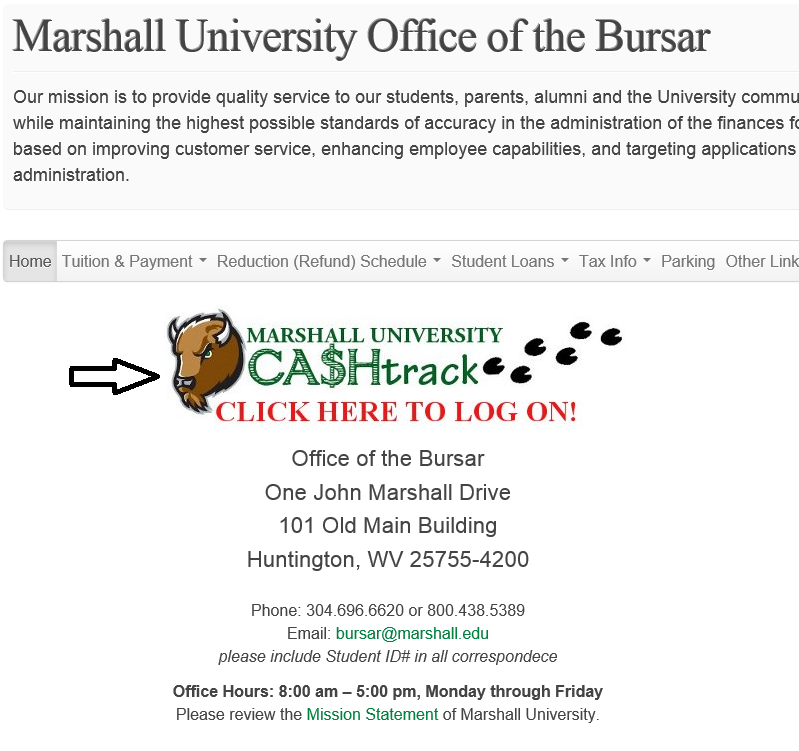 Marshall University Office of the Bursar
Our mission is to provide quality service to our students, parents, alumni and the University commu
while maintaining the highest possible standards of accuracy in the administration of the finances fo
based on improving customer service, enhancing employee capabilities, and targeting applications
administration.
Home Tuition & Payment Reduction (Refund) Schedule Student Loans Tax Info Parking Other Link
MARSHALL UNIVERSITY
CA$Htrack
CLICK HERE TO LOG ON!
Office of the Bursar
One John Marshall Drive
101 Old Main Building
Huntington, WV 25755-4200
Phone: 304.696.6620 or 800.438.5389
Email: bursar@marshall.edu
please include Student ID# in all correspondece
Office Hours: 8:00 am – 5:00 pm, Monday through Friday
Please review the Mission Statement of Marshall University.